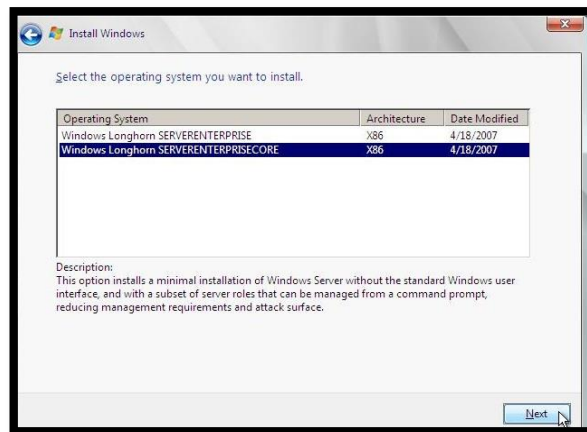 Install Windows
Select the operating system you want to install.
Operating System Architecture Date Modified
Windows Longhorn SERVERENTERPRISE X86 4/18/2007
Windows Longhorn SERVERENTERPRISECORE X86 4/18/2007
Description:
This option installs a minimal installation of Windows Server without the standard Windows user
interface, and with a subset of server roles that can be managed from a command prompt,
reducing management requirements and attack surface.
Next